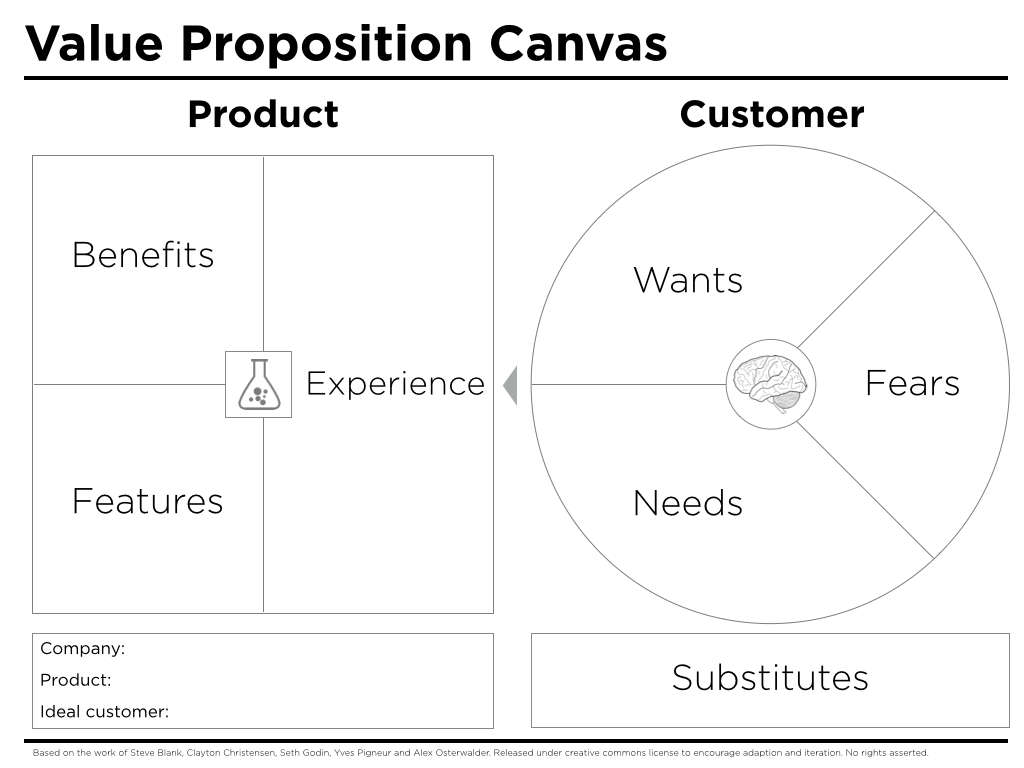 Value Proposition Canvas
Product
Customer
Benefits
Experience
Features
Wants
Fears
Needs
Company:
Product:
Ideal customer:
Substitutes
Based on the work of Steve Blank, Clayton Christensen, Seth Godin, Yves Pigneur and Alex Osterwalder. Released under creative commons license to encourage adaption and iteration. No rights asserted.